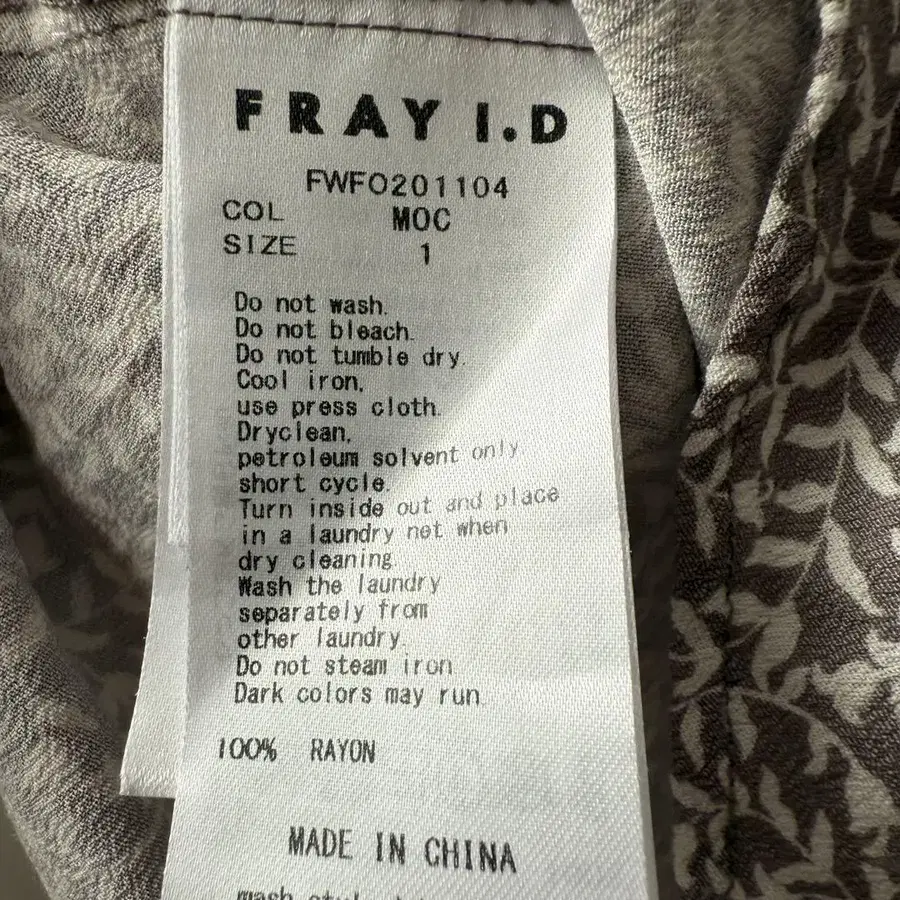 FRAY I.D
FWFO201104
COL MOC
SIZE 1
Do not wash.
Do not bleach.
Do not tumble dry.
Cool iron,
use press cloth.
Dryclean,
petroleum solvent only
short cycle.
Turn inside out and place
in a laundry net when
dry cleaning.
Wash the laundry
separately from
other laundry.
Do not steam iron
Dark colors may run
100% RAYON
MADE IN CHINA